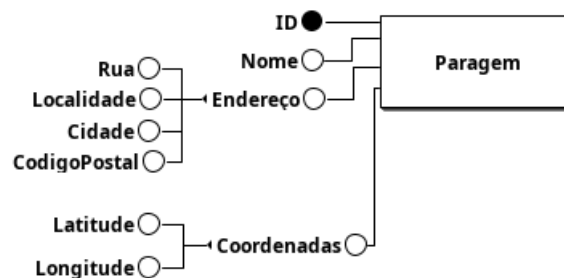 ID
Nome
Paragem
Rua
Localidade
Endereço
Cidade
CodigoPostal
Latitude
Coordenadas
Longitude